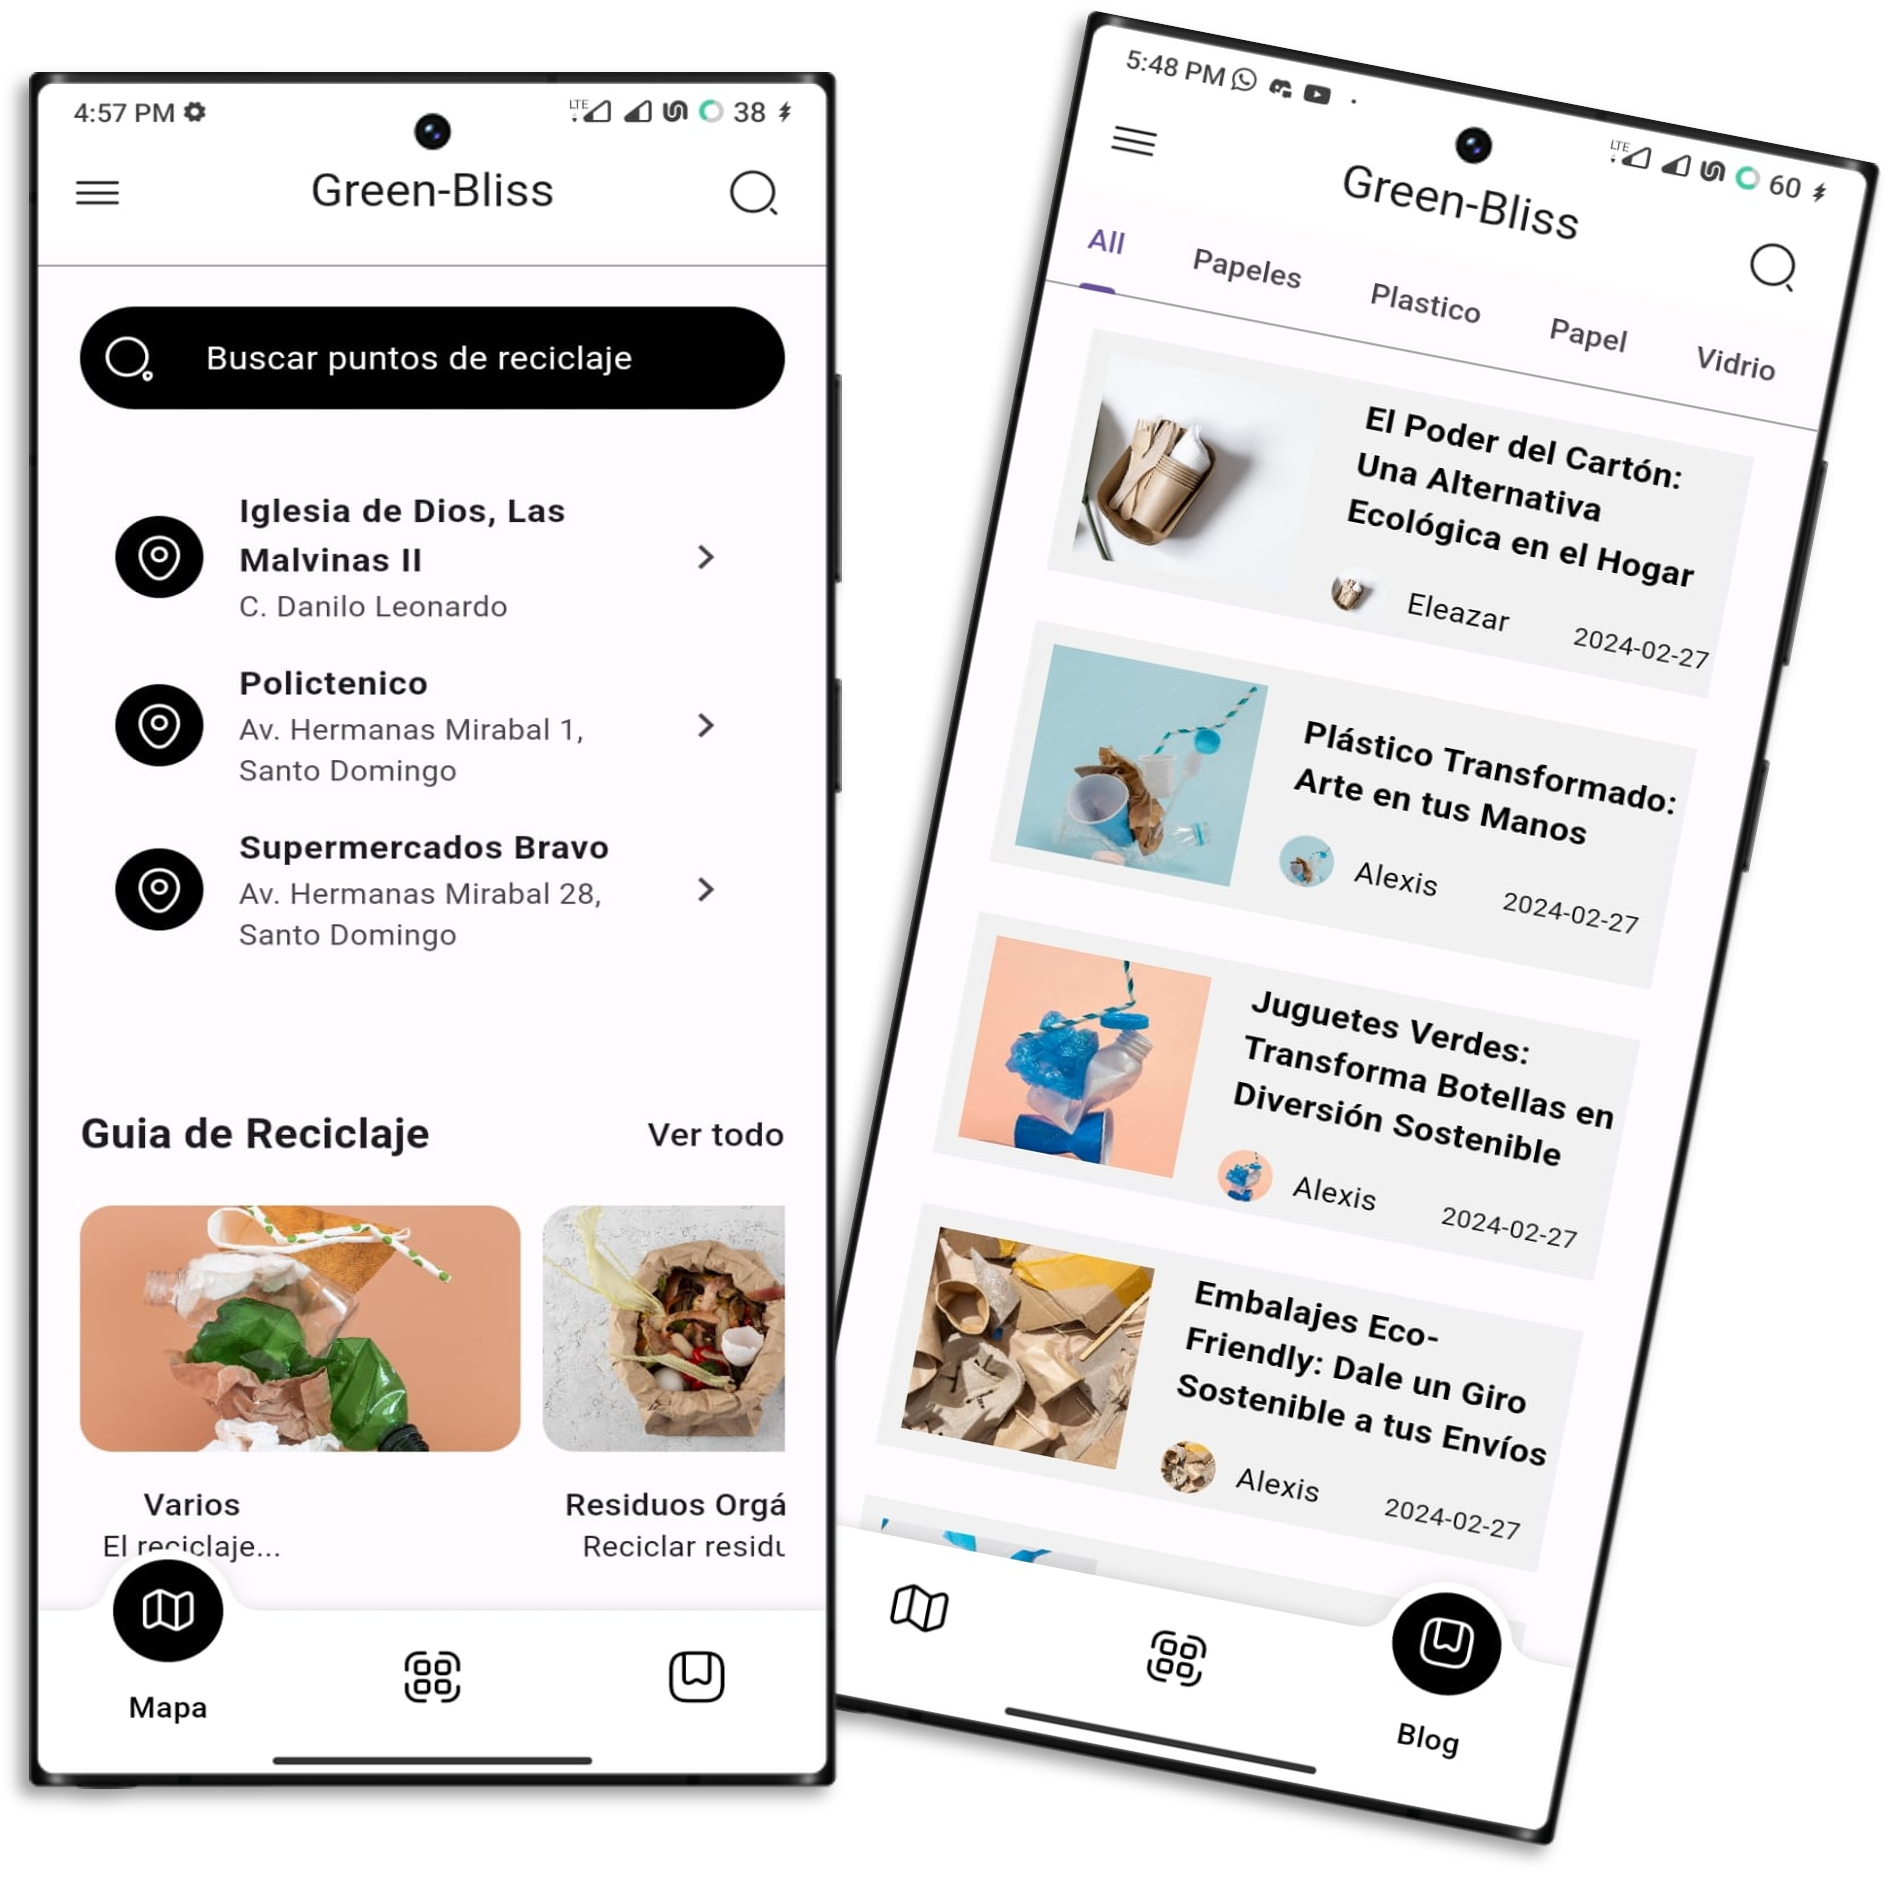 4:57 PM
LTE
38
Green-Bliss
Buscar puntos de reciclaje
Iglesia de Dios, Las
Malvinas II
C. Danilo Leonardo
Polictenico
Av. Hermanas Mirabal 1,
Santo Domingo
Supermercados Bravo
Av. Hermanas Mirabal 28,
Santo Domingo
Guia de Reciclaje
Ver todo
Varios
El reciclaje...
Residuos Orgá
Reciclar residu
Mapa
5:48 PM
LTE
60
Green-Bliss
All
Papeles
Plastico
Papel
Vidrio
El Poder del Cartón:
Una Alternativa
Ecológica en el Hogar
Eleazar
2024-02-27
Plástico Transformado:
Arte en tus Manos
Alexis
2024-02-27
Juguetes Verdes:
Transforma Botellas en
Diversión Sostenible
Alexis
2024-02-27
Embalajes Eco-
Friendly: Dale un Giro
Sostenible a tus Envíos
Alexis
2024-02-27
Blog